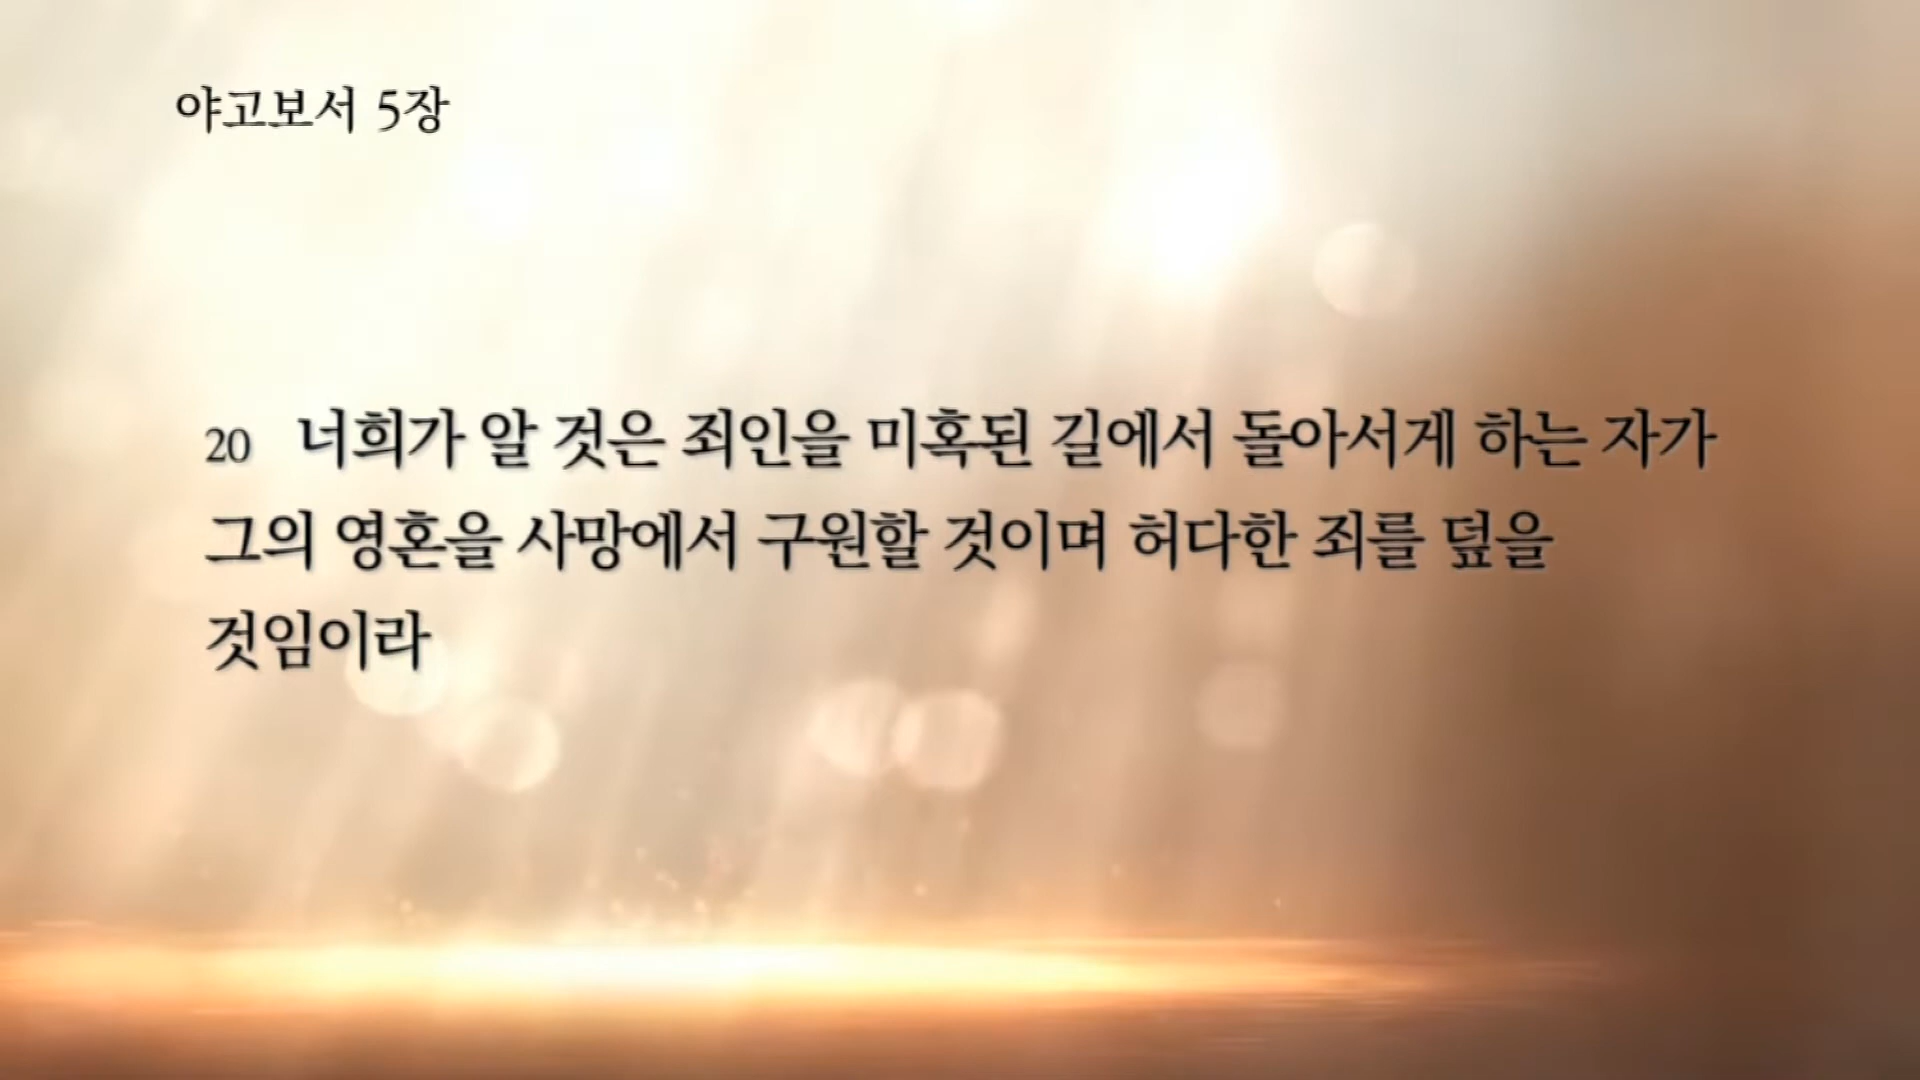 야고보서 5장
20 너희가 알 것은 죄인을 미혹된 길에서 돌아서게 하는 자가
그의 영혼을 사망에서 구원할 것이며 허다한 죄를 덮을
것임이라